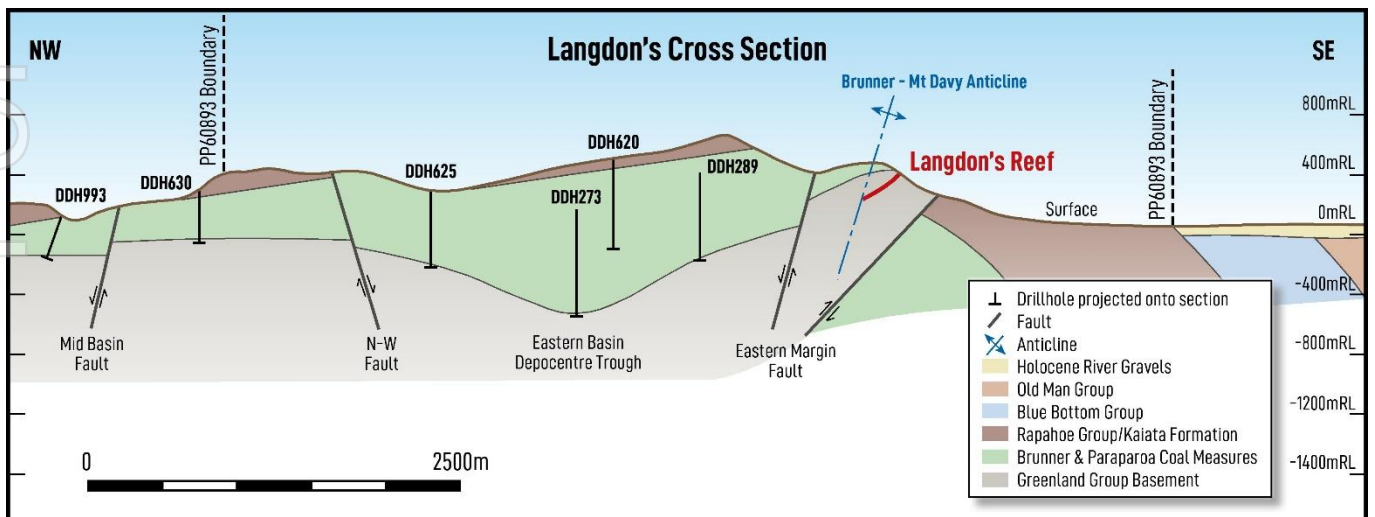 NW
Langdon's Cross Section
SE
PP60893 Boundary
Brunner - Mt Davy Anticline
PP60893 Boundary
800mRL
400mRL
0mRL
-400mRL
-800mRL
-1200mRL
-1400mRL
DDH993
DDH630
DDH625
DDH620
DDH273
DDH289
Langdon's Reef
Surface
Mid Basin
Fault
N-W
Fault
Eastern Basin
Depocentre Trough
Eastern Margin
Fault
0
2500m
Drillhole projected onto section
Fault
Anticline
Holocene River Gravels
Old Man Group
Blue Bottom Group
Rapahoe Group/Kaiata Formation
Brunner & Paraparoa Coal Measures
Greenland Group Basement